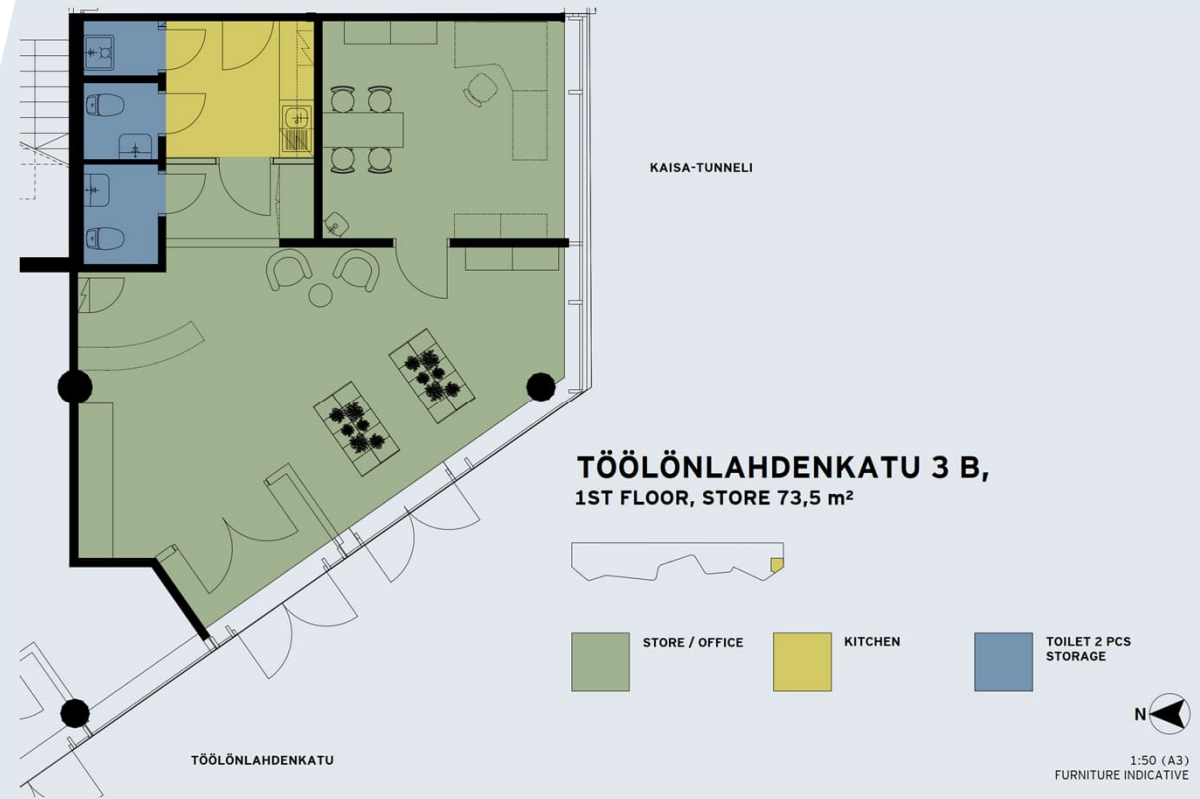 KAISA-TUNNELI
TÖÖLÖNLAHDENKATU 3 B,
1ST FLOOR, STORE 73,5 m²
STORE / OFFICE
KITCHEN
TOILET 2 PCS
STORAGE
N
TÖÖLÖNLAHDENKATU
1:50 (A3)
FURNITURE INDICATIVE